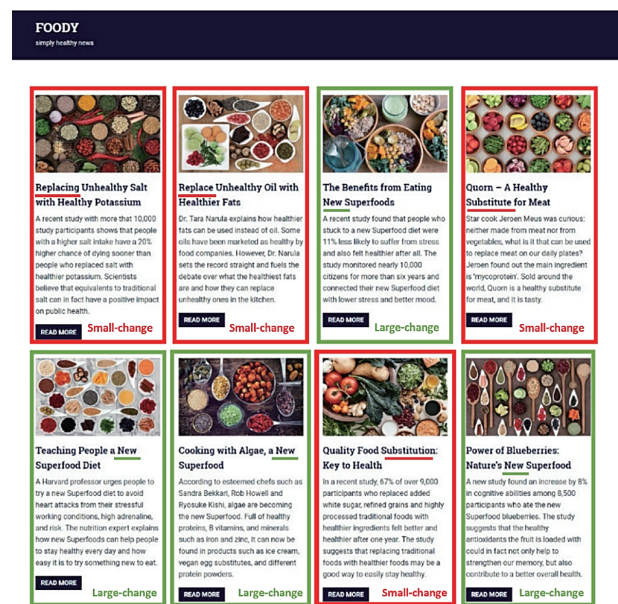 FOODY
simply healthy news
Replacing Unhealthy Salt
with Healthy Potassium
A recent study with more that 10,000
study participants shows that people
with a higher salt intake have a 20%
higher chance of dying sooner than
people who replaced salt with
healthier potassium. Scientists
believe that equivalents to traditional
salt can in fact have a positive impact
on public health.
READ MORE
Small-change
Replace Unhealthy Oil with
Healthier Fats
Dr. Tara Narula explains how healthier
fats can be used instead of oil. Some
oils have been marketed as healthy by
food companies. However, Dr. Narula
sets the record straight and fuels the
debate over what the healthiest fats
are and how they can replace
unhealthy ones in the kitchen.
READ MORE
Small-change
The Benefits from Eating
New Superfoods
A recent study found that people who
stuck to a new Superfood diet were
11% less likely to suffer from stress
and also felt healthier after all. The
study monitored nearly 10,000
citizens for more than six years and
connected their new Superfood diet
with lower stress and better mood.
READ MORE
Large-change
Quorn – A Healthy
Substitute for Meat
Star cook Jeroen Meus was curious:
neither made from meat nor from
vegetables, what is it that can be used
to replace meat on our daily plates?
Jeroen found out the main ingredient
is 'mycoprotein'. Sold around the
world, Quorn is a healthy substitute
for meat, and it is tasty.
READ MORE
Small-change
Teaching People a New
Superfood Diet
A Harvard professor urges people to
try a new Superfood diet to avoid
heart attacks from their stressful
working conditions, high adrenaline,
and risk. The nutrition expert explains
how new Superfoods can help people
to stay healthy every day and how
easy it is to try something new to eat.
READ MORE
Large-change
Cooking with Algae, a New
Superfood
According to esteemed chefs such as
Sandra Bekkari, Rob Howell and
Ryosuke Kishi, algae are becoming
the new Superfood. Full of healthy
proteins, B vitamins, and minerals
such as iron and zinc, it can now be
found in products such as ice cream,
vegan egg substitutes, and different
protein powders.
READ MORE
Large-change
Quality Food Substitution:
Key to Health
In a recent study, 67% of over 9,000
participants who replaced added
white sugar, refined grains and highly
processed traditional foods with
healthier ingredients felt better and
healthier after one year. The study
suggests that replacing traditional
foods with healthier foods may be a
good way to easily stay healthy.
READ MORE
Small-change
Power of Blueberries:
Nature's New Superfood
A new study found an increase by 8%
in cognitive abilities among 8,500
participants who ate the new
Superfood blueberries. The study
suggests that the healthy
antioxidants the fruit is loaded with
could in fact not only help to
strengthen our memory, but also
contribute to a better overall health.
READ MORE
Large-change